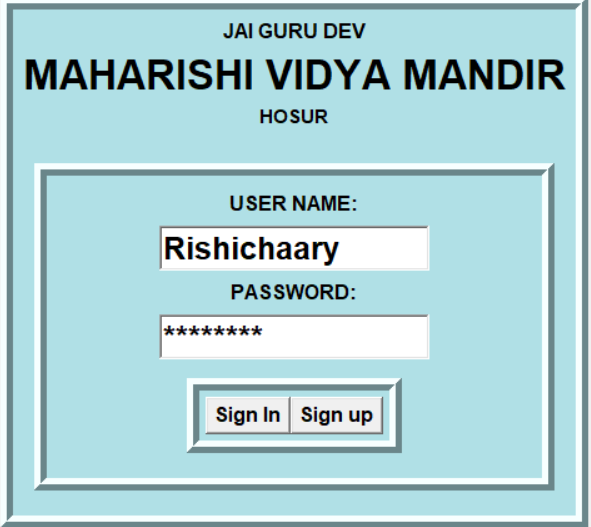 JAI GURU DEV
MAHARISHI VIDYA MANDIR
HOSUR
USER NAME:
Rishichaary
PASSWORD:
********
Sign In Sign up